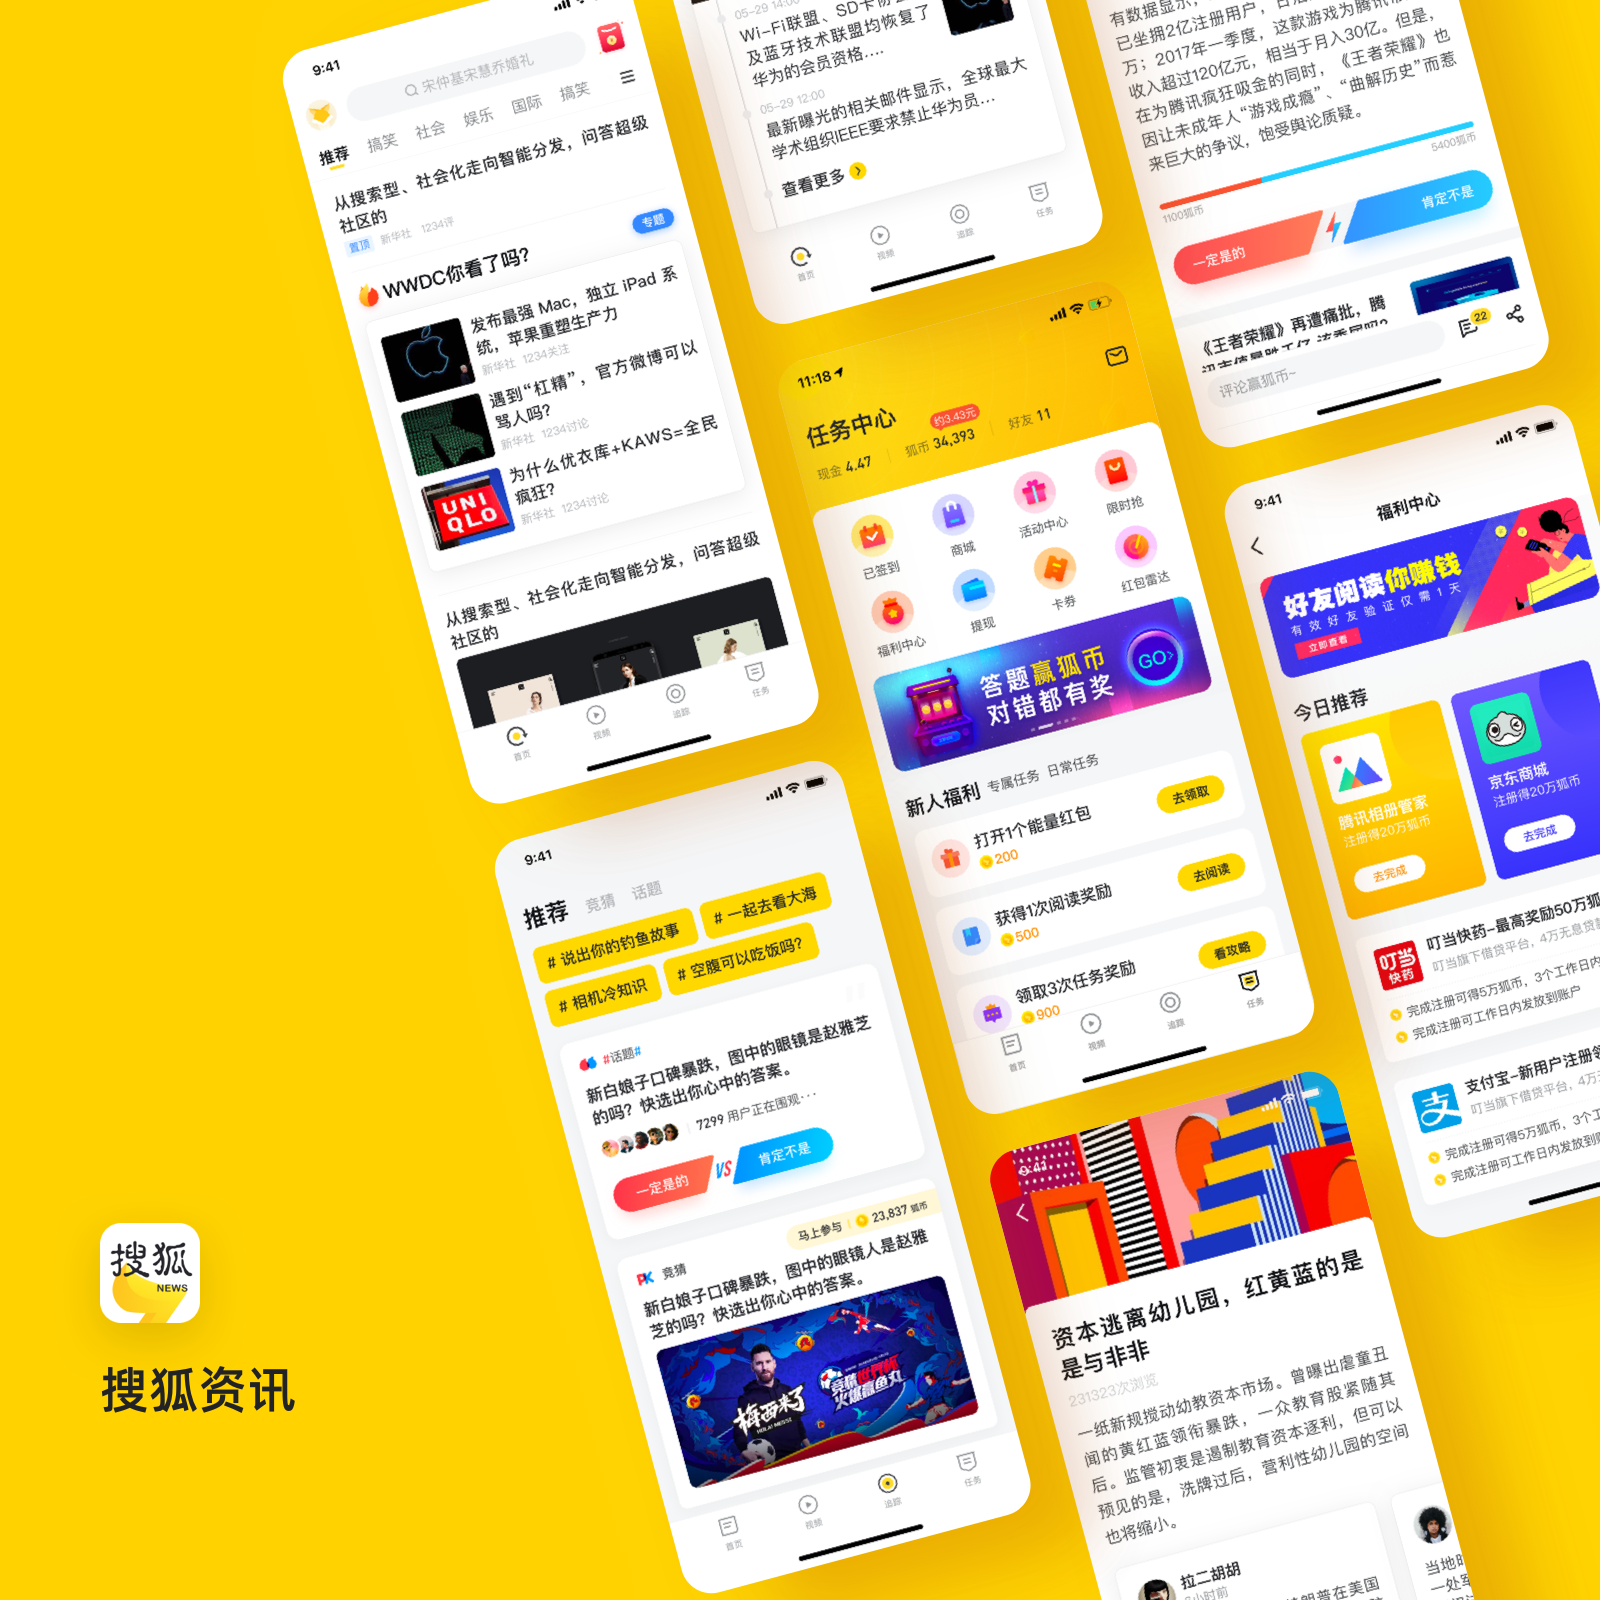 9:41
宋仲基宋慧乔婚礼
推荐 搞笑 社会 娱乐 国际 搞笑
从搜索型、社会化走向智能分发，问答超级
社区的
置顶 新华社 1234评
专题
WWDC你看了吗?
发布最强 Mac，独立 iPad 系
统，苹果重塑生产力
新华社 1234关注
遇到“杠精”，官方微博可以
骂人吗?
新华社 1234讨论
为什么优衣库+KAWS=全民
疯狂?
新华社 1234讨论
UNI
QLO
从搜索型、社会化走向智能分发，问答超级
社区的
首页 视频 追踪 任务
05-29 14:00
Wi-Fi联盟、SD卡协
及蓝牙技术联盟均恢复了
华为的会员资格....
05-29 12:00
最新曝光的相关邮件显示，全球最大
学术组织IEEE要求禁止华为员...
查看更多
首页 视频 追踪 任务
有数据显示，
已坐拥2亿注册用户，
万；2017年一季度，这款游戏为腾讯
收入超过120亿元，相当于月入30亿。但是，
在为腾讯疯狂吸金的同时，《王者荣耀》也
因让未成年人“游戏成瘾”、“曲解历史”而惹
来巨大的争议，饱受舆论质疑。
1100狐币
5400狐币
一定是的
肯定不是
《王者荣耀》再遭痛批，腾
22
评论赢狐币~
11:18
任务中心
约3.43元
现金 4.47 狐币 34,393 好友 11
已签到 商城 活动中心 限时抢
福利中心 提现 卡券 红包雷达
答题赢狐币
对错都有奖
GO
新人福利 专属任务 日常任务
打开1个能量红包
200
去领取
获得1次阅读奖励
500
去阅读
领取3次任务奖励
900
看攻略
首页 视频 追踪 任务
9:41
福利中心
好友阅读你赚钱
有效好友验证仅需1天
立即查看
今日推荐
腾讯相册管家
注册得20万狐币
去完成
京东商城
注册得20万狐币
去完成
叮当
快药
叮当快药-最高奖励50万狐
叮当旗下借贷平台，4万无息贷款
完成注册可得5万狐币，3个工作日内
完成注册可工作日内发放到账户
支
支付宝-新用户注册领
叮当旗下借贷平台，4万无
完成注册可得5万狐币，3个工
完成注册可工作日内发放到账
9:41
推荐 竞猜 话题
# 说出你的钓鱼故事
# 一起去看大海
# 相机冷知识
# 空腹可以吃饭吗?
#话题#
新白娘子口碑暴跌，图中的眼镜是赵雅芝
的吗？快选出你心中的答案。
7299 用户正在围观···
一定是的
VS
肯定不是
马上参与 23,837 狐币
PK 竞猜
新白娘子口碑暴跌，图中的眼镜人是赵雅
芝的吗？快选出你心中的答案。
梅西来了
HOLA! MESSI
竞猜世界杯
火爆赢鱼丸
首页 视频 追踪 任务
9:41
资本逃离幼儿园，红黄蓝的是
是与非非
231323次浏览
一纸新规搅动幼教资本市场。曾曝出虐童丑
闻的黄红蓝领衔暴跌，一众教育股紧随其
后。监管初衷是遏制教育资本逐利，但可以
预见的是，洗牌过后，营利性幼儿园的空间
也将缩小。
拉二胡胡
小时前
朗普在美国
当地时
一处军
搜狐
NEWS
搜狐资讯